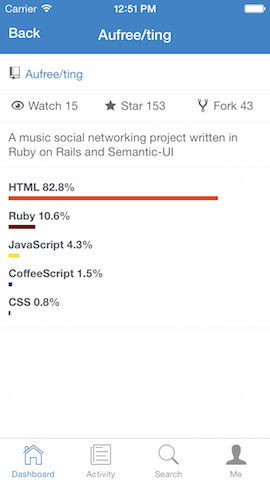 Carrier 12:51 PM
Back Aufree/ting
Aufree/ting
Watch 15 Star 153 Fork 43
A music social networking project written in
Ruby on Rails and Semantic-UI
HTML 82.8%
Ruby 10.6%
JavaScript 4.3%
CoffeeScript 1.5%
CSS 0.8%
Dashboard Activity Search Me